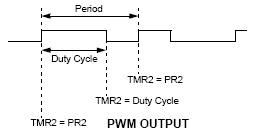 Period
Duty Cycle
TMR2 = PR2
TMR2 = Duty Cycle
TMR2 = PR2
PWM OUTPUT